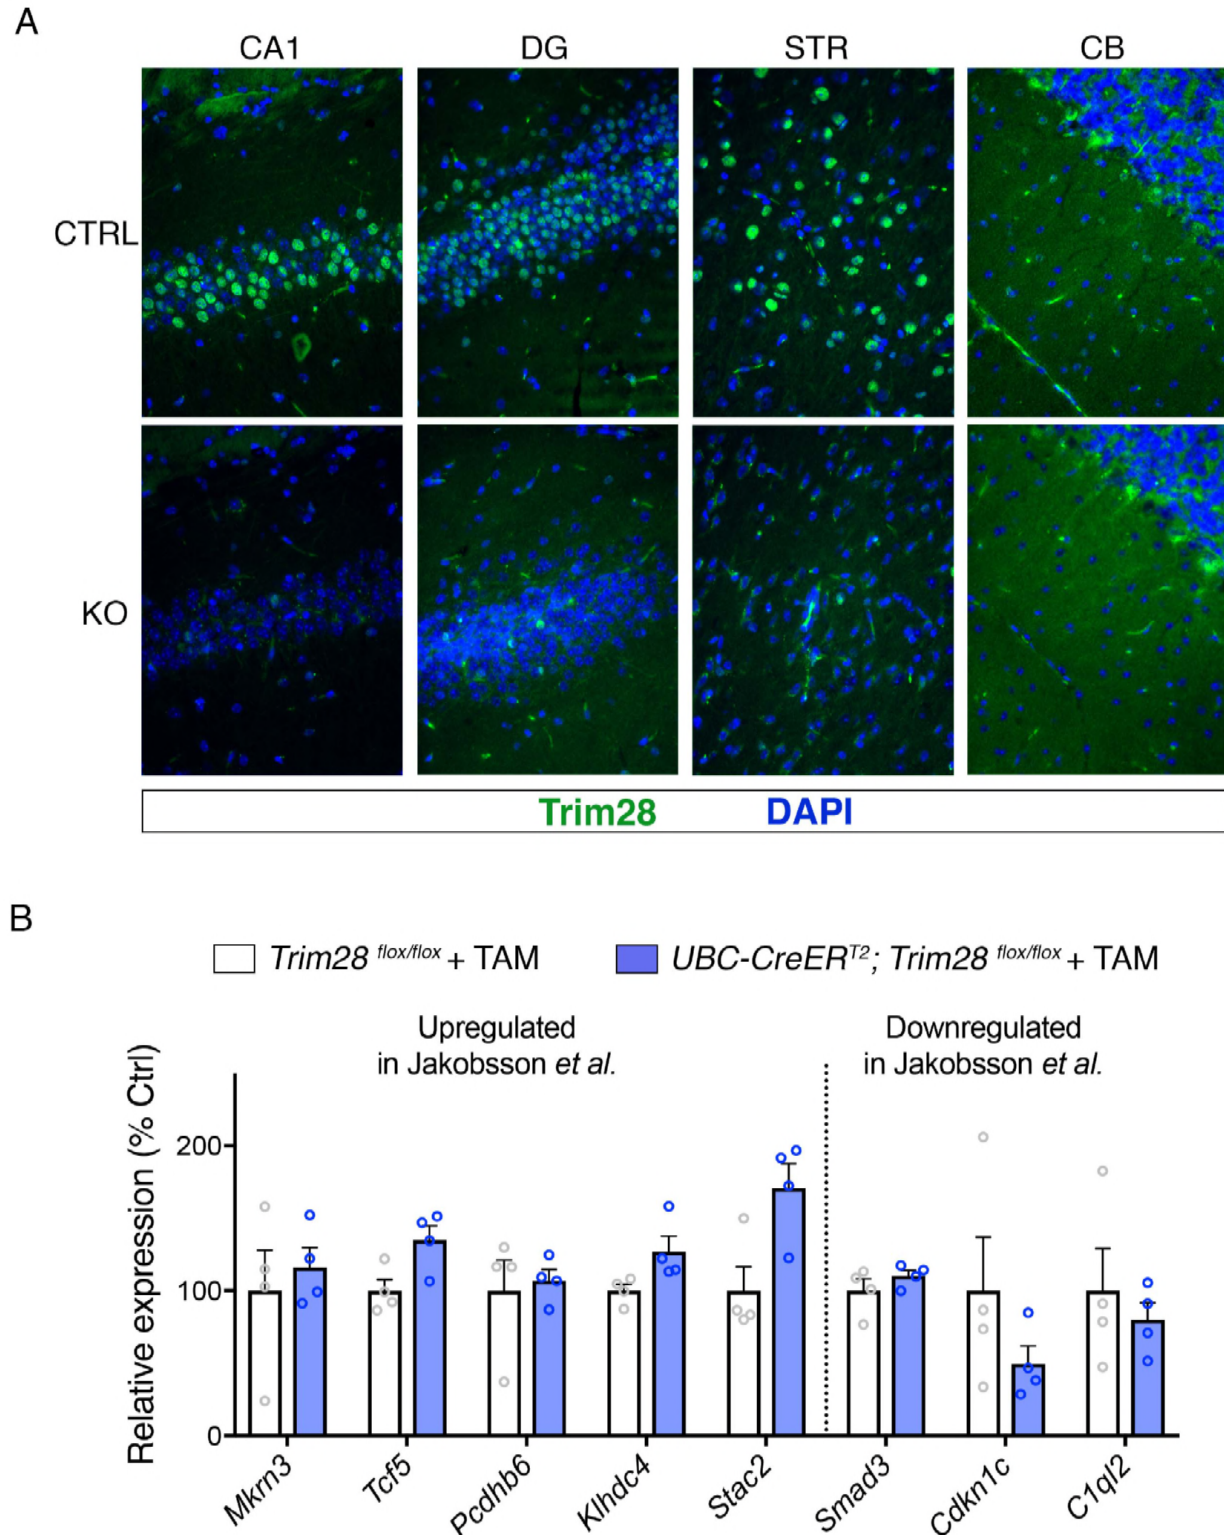 A
CA1 DG STR CB
CTRL
KO
Trim28 DAPI
B
Trim28 flox/flox + TAM UBC-CreERT2; Trim28 flox/flox + TAM
Upregulated Downregulated
in Jakobsson et al. in Jakobsson et al.
Relative expression (% Ctrl)
200
100
0
Mkrn3 Tcf5 Pcdhb6 Klhdc4 Stac2 Smad3 Cdkn1c C1ql2